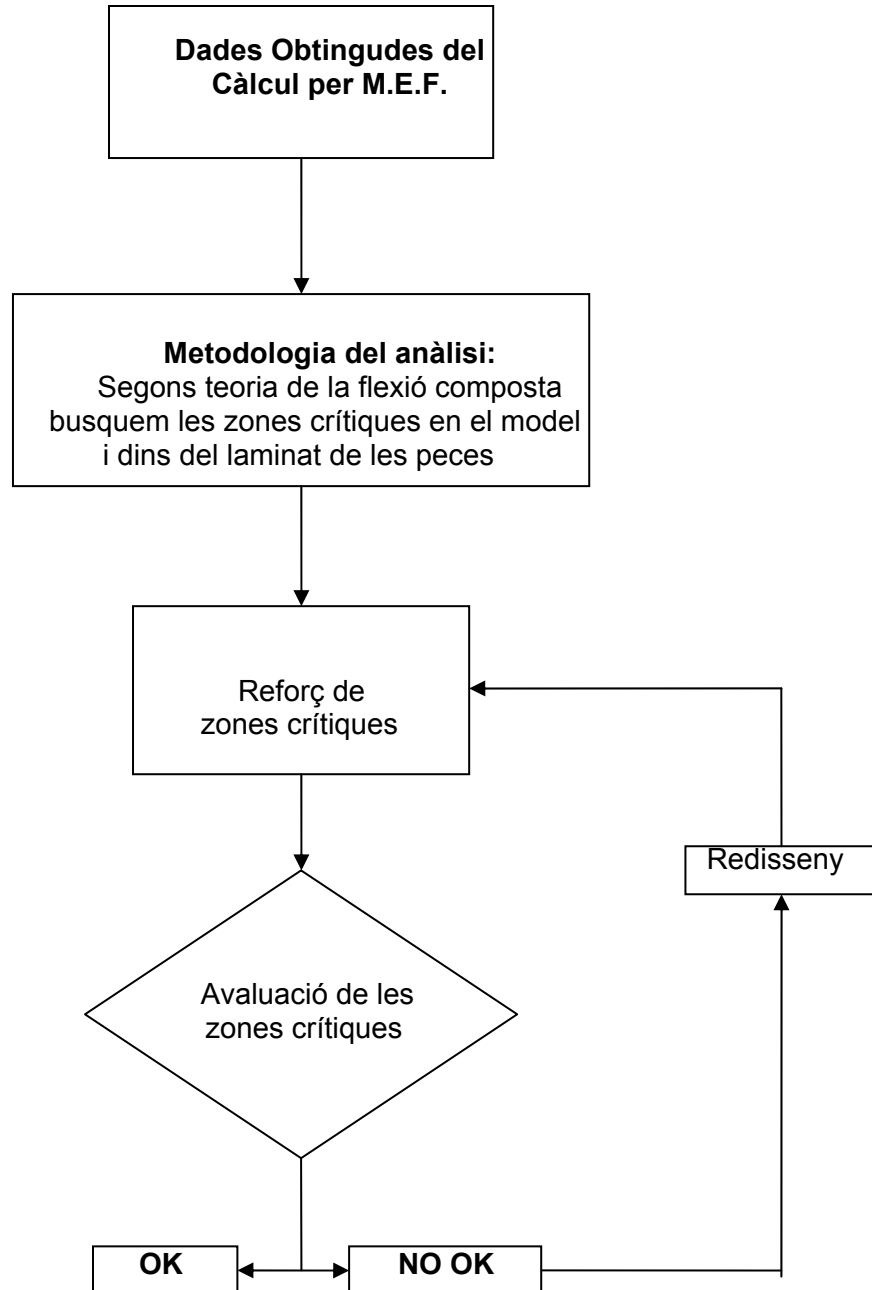 Dades Obtingudes del
Càlcul per M.E.F.
Metodologia del anàlisi:
Segons teoria de la flexió composta
busquem les zones crítiques en el model
i dins del laminat de les peces
Reforç de
zones crítiques
Redisseny
Avaluació de les
zones crítiques
OK
NO OK